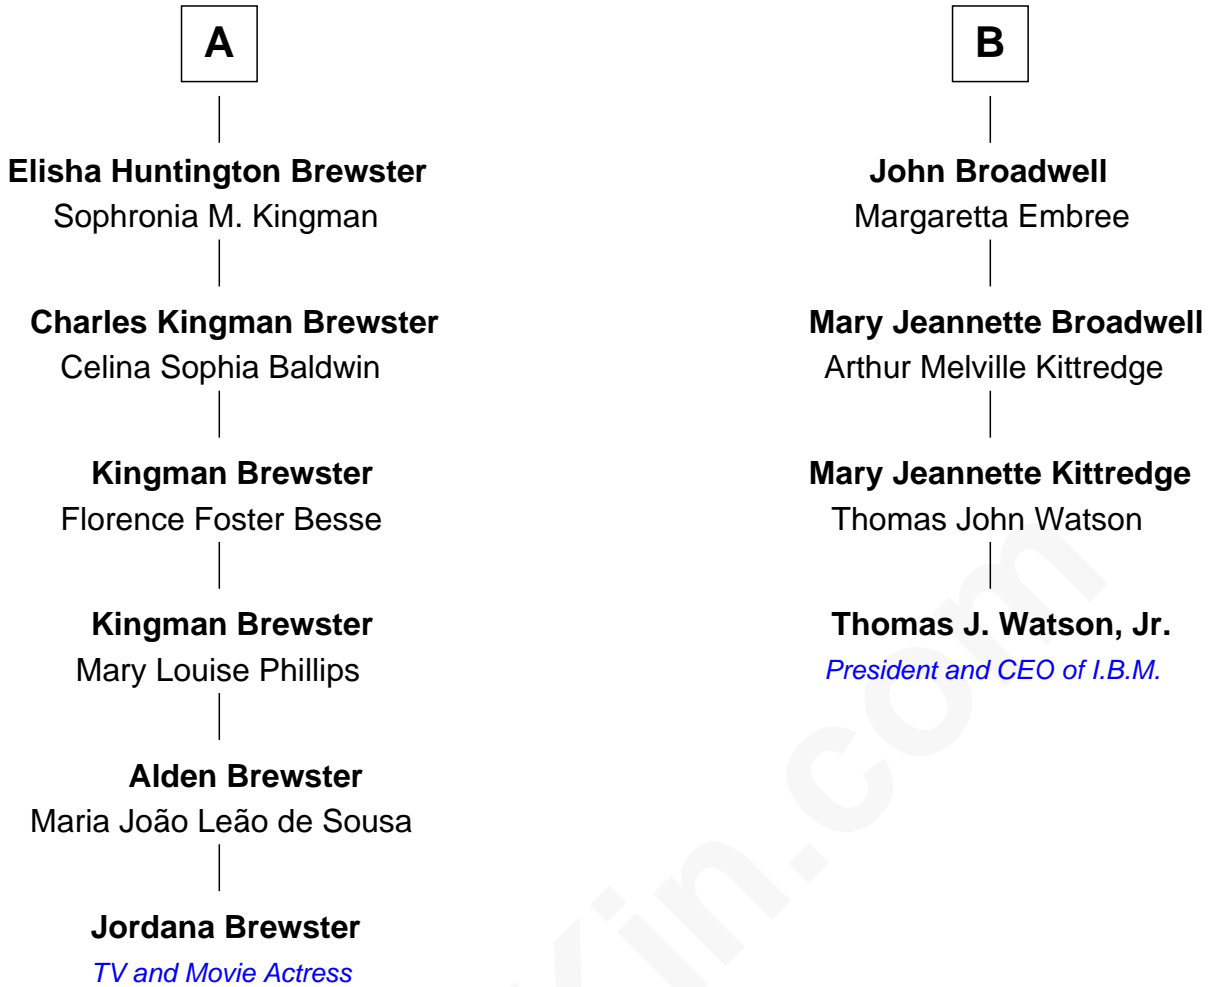 A
Elisha Huntington Brewster
Sophronia M. Kingman
Charles Kingman Brewster
Celina Sophia Baldwin
Kingman Brewster
Florence Foster Besse
Kingman Brewster
Mary Louise Phillips
Alden Brewster
Maria João Leão de Sousa
Jordana Brewster
TV and Movie Actress
B
John Broadwell
Margaretta Embree
Mary Jeannette Broadwell
Arthur Melville Kittredge
Mary Jeannette Kittredge
Thomas John Watson
Thomas J. Watson, Jr.
President and CEO of I.B.M.
Kin.com